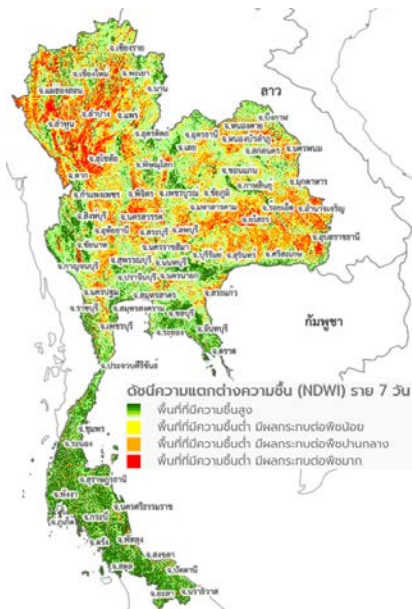 จ.เชียงราย
จ.เชียงใหม่
จ.พะเยา
จ.แม่ฮ่องสอน
จ.น่าน
จ.ลำปาง
จ.แพร่
จ.ลำพูน
จ.อุตรดิตถ์
จ.สุโขทัย
จ.ตาก
จ.พิษณุโลก
จ.เลย
จ.อุดรธานี
จ.หนองคาย
จ.บึงกาฬ
จ.หนองบัวลำภู
จ.สกลนคร
จ.นครพนม
ลาว
จ.ขอนแก่น
จ.กาฬสินธุ์
จ.มุกดาหาร
จ.กำแพงเพชร
จ.พิจิตร
จ.เพชรบูรณ์
จ.ชัยภูมิ
จ.มหาสารคาม
จ.ร้อยเอ็ด
จ.อำนาจเจริญ
จ.ยโสธร
จ.สิงห์บุรี
จ.นครสวรรค์
จ.อุทัยธานี
จ.สระบุรี
จ.ลพบุรี
จ.อุบลราชธานี
จ.ชัยนาท
จ.นครราชสีมา
จ.บุรีรัมย์
จ.สุรินทร์
จ.ศรีสะเกษ
จ.สุพรรณบุรี
จ.นนทบุรี
จ.กาญจนบุรี
จ.ปราจีนบุรี
จ.นครนายก
จ.นครปฐม
จ.สมุทรสาคร
จ.สระแก้ว
จ.ราชบุรี
จ.สมุทรสงคราม
จ.ชลบุรี
กัมพูชา
จ.เพชรบุรี
จ.ระยอง
จ.จันทบุรี
จ.ตราด
จ.ประจวบคีรีขันธ์
ดัชนีความแตกต่างความชื้น (NDWI) ราย 7 วัน
พื้นที่ที่มีความชื้นสูง
พื้นที่ที่มีความชื้นต่ำ มีผลกระทบต่อพืชน้อย
พื้นที่ที่มีความชื้นต่ำ มีผลกระทบต่อพืชปานกลาง
พื้นที่ที่มีความชื้นต่ำ มีผลกระทบต่อพืชมาก
จ.ชุมพร
จ.ระนอง
จ.สุราษฎร์ธานี
จ.พังงา
จ.นครศรีธรรมราช
จ.กระบี่
จ.ภูเก็ต
จ.ตรัง
จ.พัทลุง
จ.สงขลา
จ.สตูล
จ.ปัตตานี
จ.ยะลา
จ.นราธิวาส